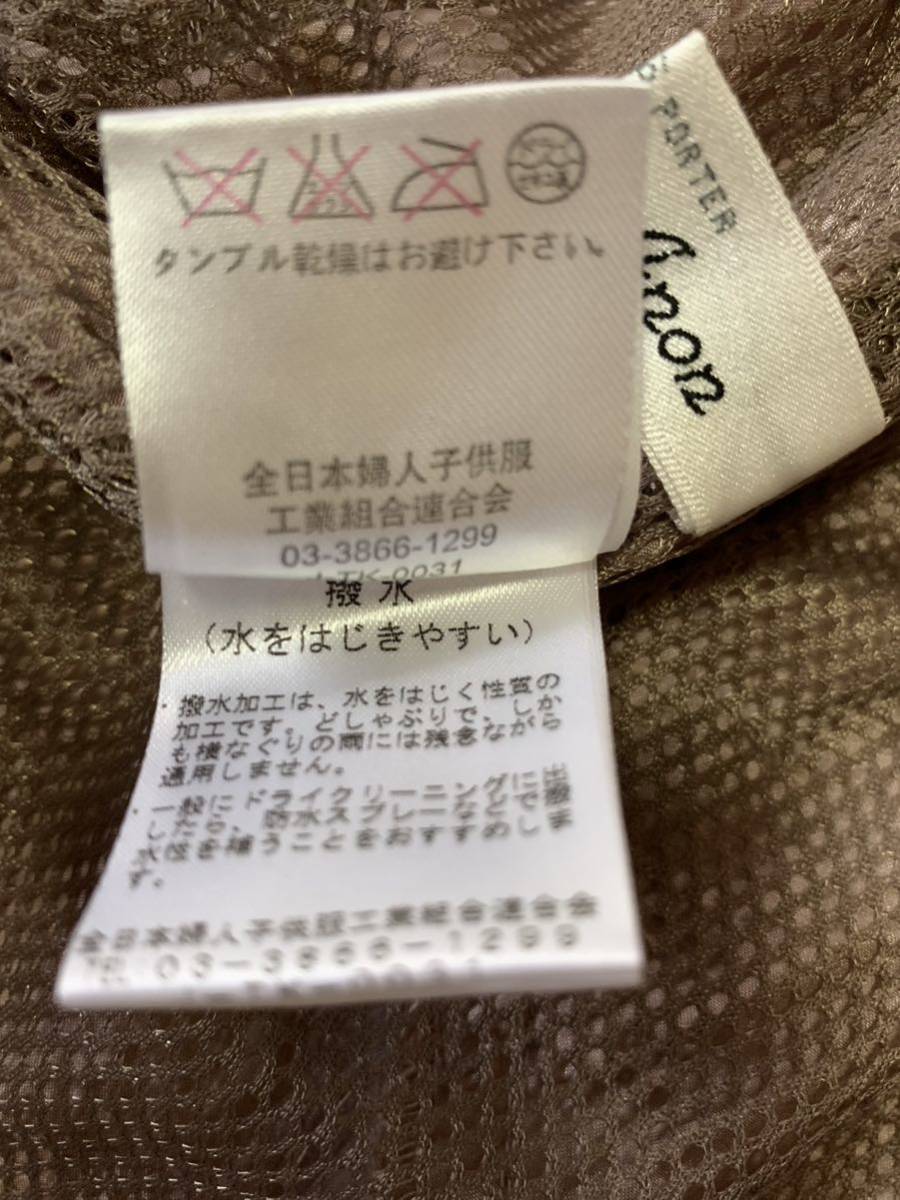 タンブル乾燥はお避け下さい。
全日本婦人子供服
工業組合連合会
03-3866-1299
撥水
（水をはじきやすい）
・撥水加工は、水をはじく性質の
加工です。どしゃぶりで、しか
も横なぐりの雨には残念ながら
通用しません。
・一般にドライクリーニングに出
したら、防水スプレーなどで撥
水性を補うことをおすすめしま
す。
全日本婦人子供服工業組合連合会
TEL 03-3866-1299
PORTER